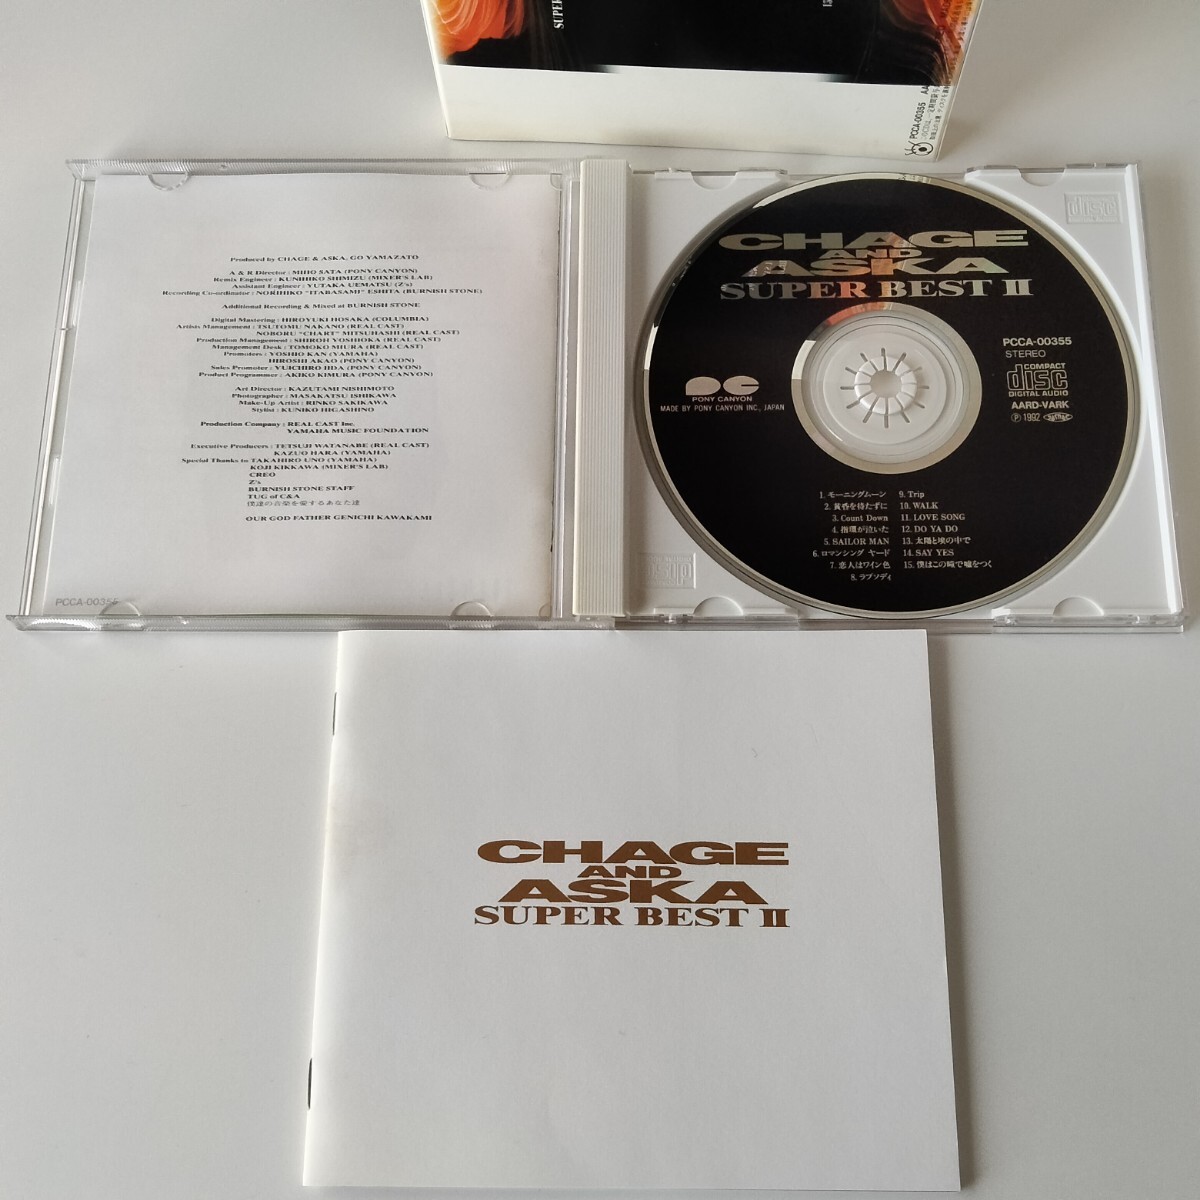 SUPER
PCCA-00355
Produced by CHAGE & ASKA, GO YAMAZATO
A & R Director : MIHO SATA (PONY CANYON)
Remix Engineer : KUNIHIKO SHIMIZU (MIXER'S LAB)
Assistant Engineer : YUTAKA UEMATSU (Z's)
Recording Co-ordinator : NORIHIKO "ITABASAMI" ESHITA (BURNISH STONE)
Additional Recording & Mixed at BURNISH STONE
Digital Mastering : HIROYUKI HOSAKA (COLUMBIA)
Artists Management : TSUTOMU NAKANO (REAL CAST)
NOBORU "CHART" MITSUHASHI (REAL CAST)
Production Management : SHIROH YOSHIOKA (REAL CAST)
Management Desk : TOMOKO MIURA (REAL CAST)
Promotors : YOSHIO KAN (YAMAHA)
HIROSHI AKAO (PONY CANYON)
Sales Promoter : YUICHIRO IIDA (PONY CANYON)
Product Programmer : AKIKO KIMURA (PONY CANYON)
Art Director : KAZUTAMI NISHIMOTO
Photographer : MASAKATSU ISHIKAWA
Make-Up Artist : RINKO SAKIKAWA
Stylist : KUNIKO HIGASHINO
Production Company : REAL CAST Inc.
YAMAHA MUSIC FOUNDATION
Executive Producers : TETSUJI WATANABE (REAL CAST)
KAZUO HARA (YAMAHA)
Special Thanks to TAKAHIRO UNO (YAMAHA)
KOJI KIKKAWA (MIXER'S LAB)
CREO
Z's
BURNISH STONE STAFF
TUG of C&A
僕達の音楽を愛するあなた達
OUR GOD FATHER GENICHI KAWAKAMI
PCCA-00355
CHAGE
AND
ASKA
SUPER BEST II
PONY CANYON
MADE BY PONY CANYON INC., JAPAN
PCCA-00355
STEREO
COMPACT
disc
DIGITAL AUDIO
AARD-VARK
Ⓟ 1992
1. モーニングムーン
2. 黄昏を待たずに
3. Count Down
4. 指環が泣いた
5. SAILOR MAN
6. ロマンシング ヤード
7. 恋人はワイン色
8. ラプソディ
9. Trip
10. WALK
11. LOVE SONG
12. DO YA DO
13. 太陽と埃の中で
14. SAY YES
15. 僕はこの瞳で嘘をつく
disc
CHAGE
AND
ASKA
SUPER BEST II